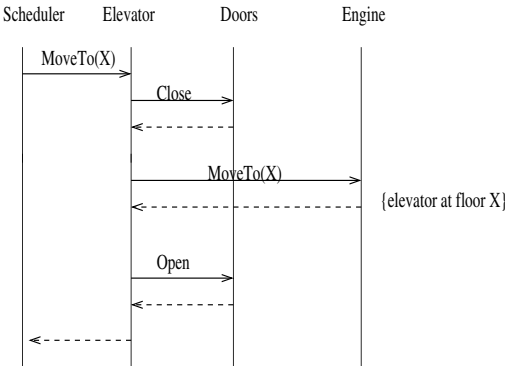 Scheduler Elevator Doors Engine
MoveTo(X)
Close
MoveTo(X)
{elevator at floor X}
Open